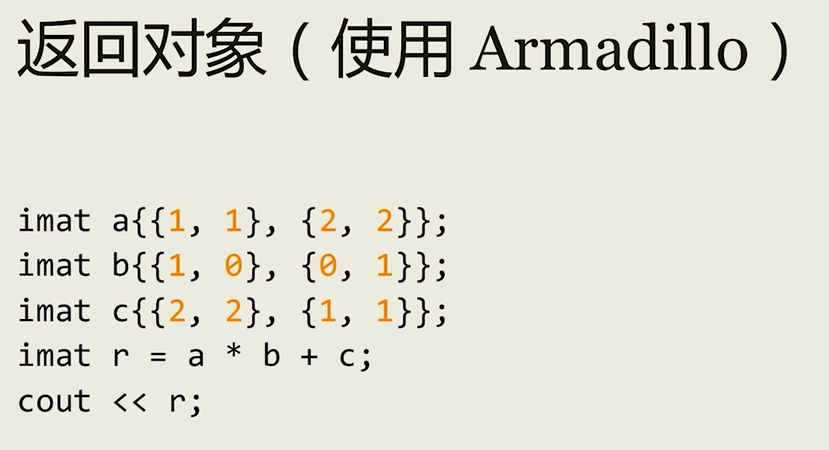 返回对象（使用 Armadillo）
imat a{{1, 1}, {2, 2}};
imat b{{1, 0}, {0, 1}};
imat c{{2, 2}, {1, 1}};
imat r = a * b + c;
cout << r;